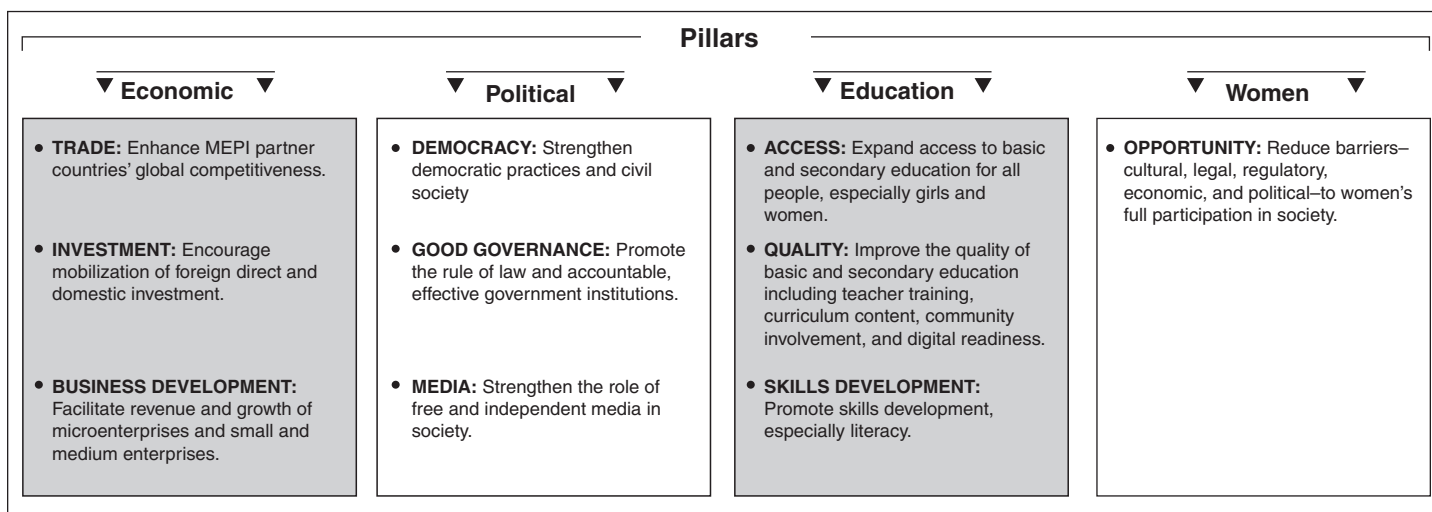 Pillars
Economic
TRADE: Enhance MEPI partner
countries' global competitiveness.
INVESTMENT: Encourage
mobilization of foreign direct and
domestic investment.
BUSINESS DEVELOPMENT:
Facilitate revenue and growth of
microenterprises and small and
medium enterprises.
Political
DEMOCRACY: Strengthen
democratic practices and civil
society
GOOD GOVERNANCE: Promote
the rule of law and accountable,
effective government institutions.
MEDIA: Strengthen the role of
free and independent media in
society.
Education
ACCESS: Expand access to basic
and secondary education for all
people, especially girls and
women.
QUALITY: Improve the quality of
basic and secondary education
including teacher training,
curriculum content, community
involvement, and digital readiness.
SKILLS DEVELOPMENT:
Promote skills development,
especially literacy.
Women
OPPORTUNITY: Reduce barriers–
cultural, legal, regulatory,
economic, and political–to women's
full participation in society.